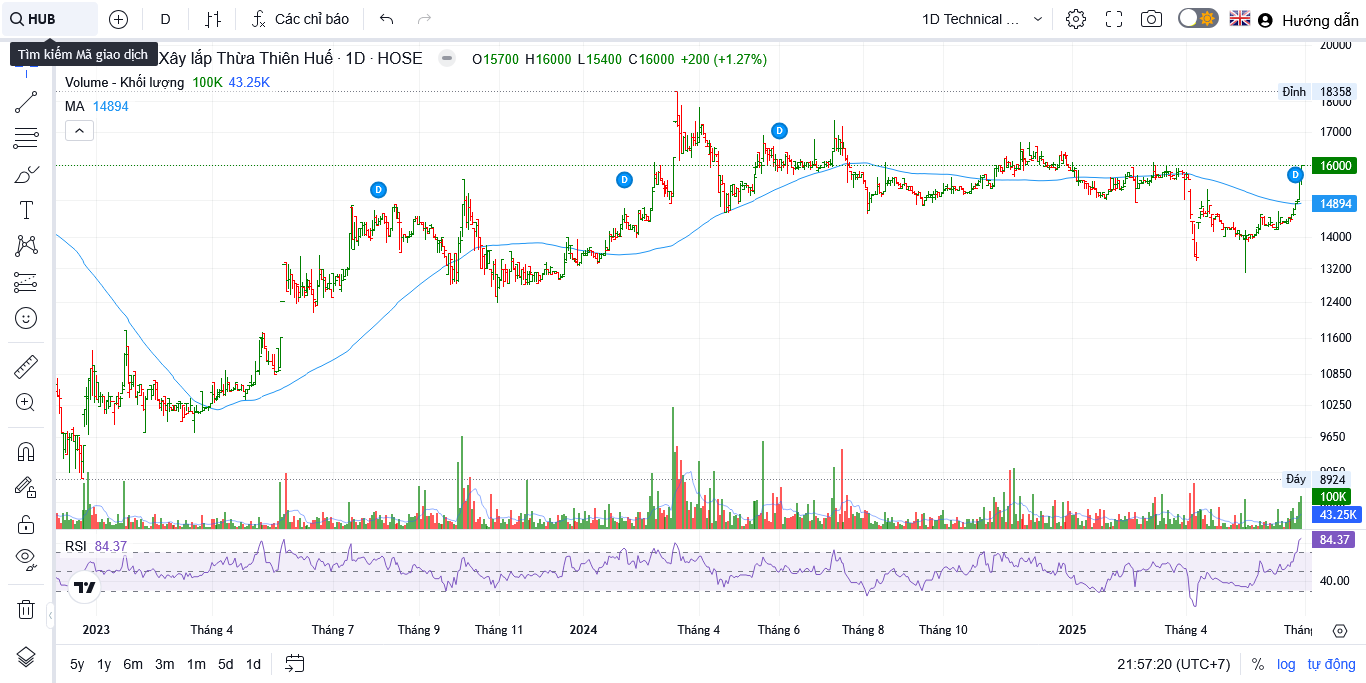 HUB D Các chỉ báo 1D Technical ... Hướng dẫn
Tìm kiếm Mã giao dịch Xây lắp Thừa Thiên Huế · 1D · HOSE O15700 H16000 L15400 C16000 +200 (+1.27%)
Volume - Khối lượng 100K 43.25K
MA 14894
20000
Đỉnh 18358
18000
17000
16000
14894
14000
13200
12400
11600
10850
10250
9650
9050
Đáy 8924
100K
43.25K
D
D
D
D
RSI 84.37
84.37
40.00
2023 Tháng 4 Tháng 7 Tháng 9 Tháng 11 2024 Tháng 4 Tháng 6 Tháng 8 Tháng 10 2025 Tháng 4 Tháng
5y 1y 6m 3m 1m 5d 1d 21:57:20 (UTC+7) % log tự động